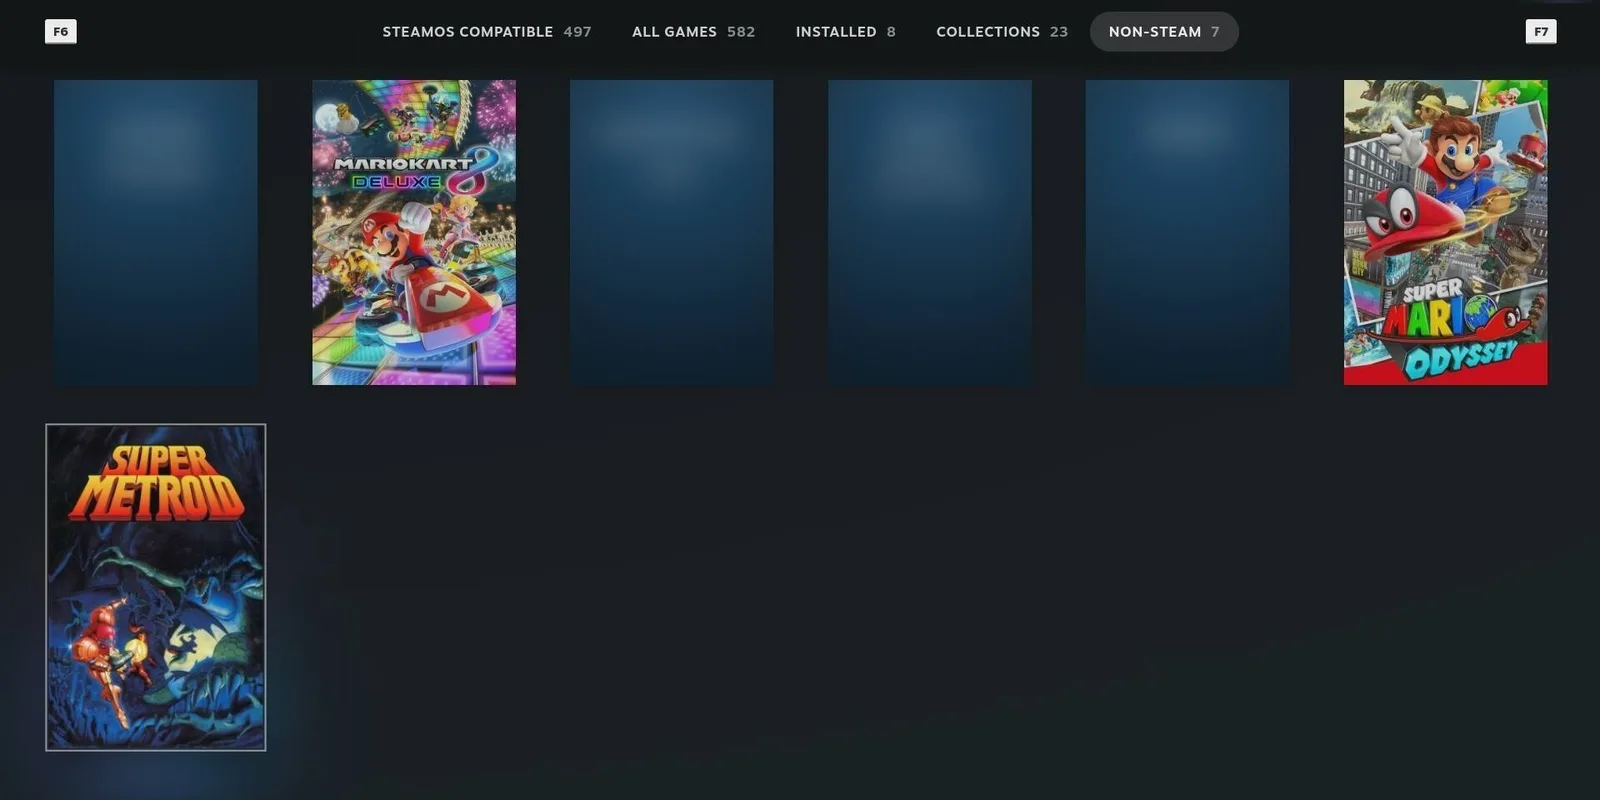 F6
STEAMOS COMPATIBLE 497
ALL GAMES 582
INSTALLED 8
COLLECTIONS 23
NON-STEAM 7
F7
MARIOKART 8
DELUXE
SUPER
MARIO
ODYSSEY
SUPER
METROID